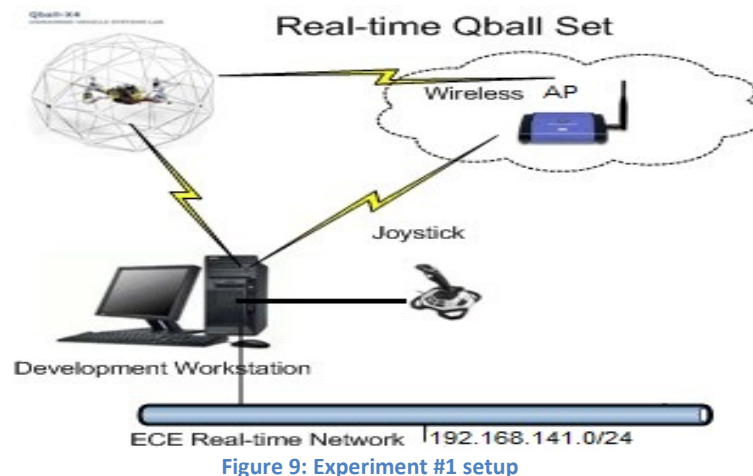 Qball-X4
Real-time Qball Set
Wireless AP
Joystick
Development Workstation
ECE Real-time Network 192.168.141.0/24
Figure 9: Experiment #1 setup